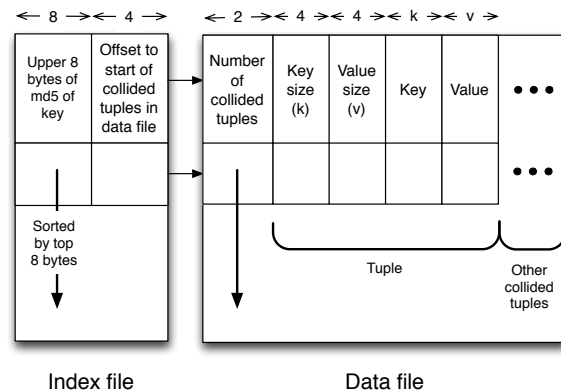 8 4 2 4 4 k v
Upper 8
bytes of
md5 of
key
Offset to
start of
collided
tuples in
data file
Number
of
collided
tuples
Key
size
(k)
Value
size
(v)
Key
Value
Sorted
by top
8 bytes
Tuple
Other
collided
tuples
Index file
Data file